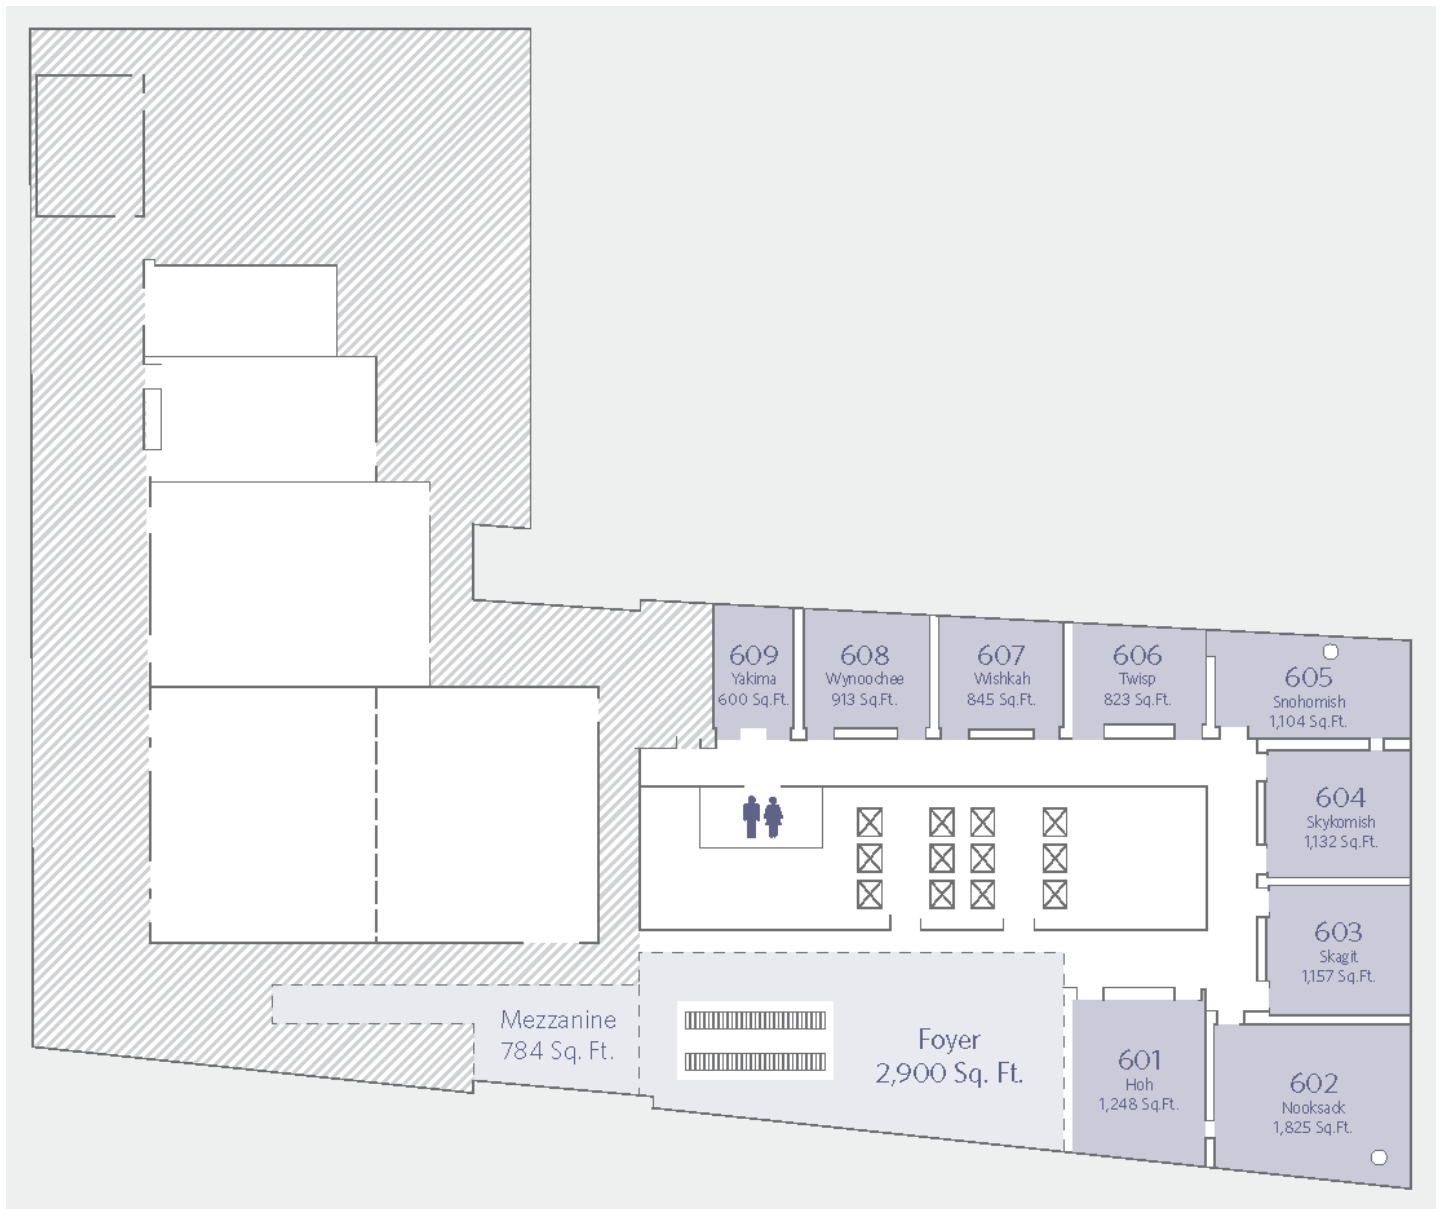 609
Yakima
600 Sq.Ft.
608
Wynoochee
913 Sq.Ft.
607
Wishkah
845 Sq.Ft.
606
Twisp
823 Sq.Ft.
605
Snohomish
1,104 Sq.Ft.
604
Skykomish
1,132 Sq.Ft.
603
Skagit
1,157 Sq.Ft.
Mezzanine
784 Sq. Ft.
Foyer
2,900 Sq. Ft.
601
Hoh
1,248 Sq.Ft.
602
Nooksack
1,825 Sq.Ft.